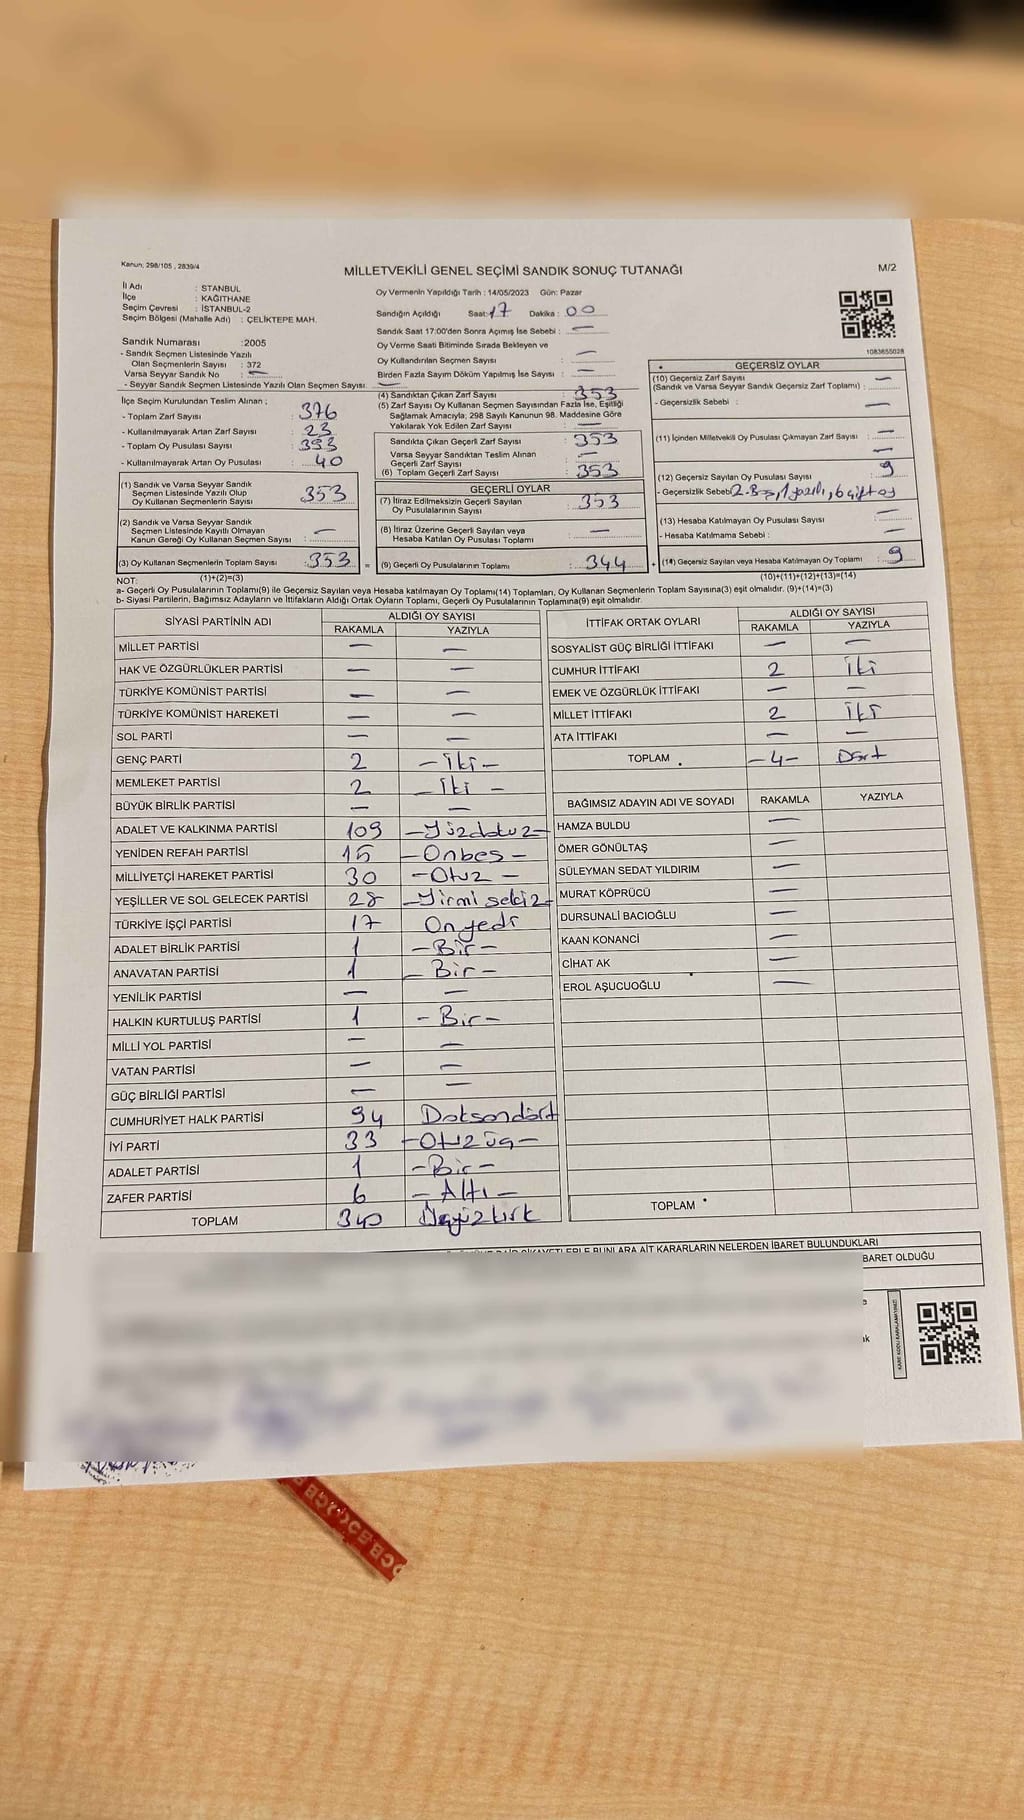 Kanun: 298/105 , 2839/4
MİLLETVEKİLİ GENEL SEÇİMİ SANDIK SONUÇ TUTANAĞI
M/2
İl Adı : STANBUL
İlçe : KAĞITHANE
Seçim Çevresi : İSTANBUL-2
Seçim Bölgesi (Mahalle Adı) : ÇELİKTEPE MAH.
Sandık Numarası :2005
- Sandık Seçmen Listesinde Yazılı
Olan Seçmenlerin Sayısı : 372
Varsa Seyyar Sandık No : —
- Seyyar Sandık Seçmen Listesinde Yazılı Olan Seçmen Sayısı: —
İlçe Seçim Kurulundan Teslim Alınan ;
- Toplam Zarf Sayısı : 376
- Kullanılmayarak Artan Zarf Sayısı : 23
- Toplam Oy Pusulası Sayısı : 393
- Kullanılmayarak Artan Oy Pusulası : 40
(1) Sandık ve Varsa Seyyar Sandık
Seçmen Listesinde Yazılı Olup
Oy Kullanan Seçmenlerin Sayısı : 353
(2) Sandık ve Varsa Seyyar Sandık
Seçmen Listesinde Kayıtlı Olmayan
Kanun Gereği Oy Kullanan Seçmen Sayısı : —
(3) Oy Kullanan Seçmenlerin Toplam Sayısı : 353 =
Oy Vermenin Yapıldığı Tarih : 14/05/2023 Gün: Pazar
Sandığın Açıldığı Saat: 17 Dakika : 00
Sandık Saat 17:00'den Sonra Açımış İse Sebebi : —
Oy Verme Saati Bitiminde Sırada Bekleyen ve
Oy Kullandırılan Seçmen Sayısı : —
Birden Fazla Sayım Döküm Yapılmış İse Sayısı : —
(4) Sandıktan Çıkan Zarf Sayısı : 353
(5) Zarf Sayısı Oy Kullanan Seçmen Sayısından Fazla İse, Eşitliği
Sağlamak Amacıyla; 298 Sayılı Kanunun 98. Maddesine Göre
Yakılarak Yok Edilen Zarf Sayısı : —
Sandıkta Çıkan Geçerli Zarf Sayısı : 353
Varsa Seyyar Sandıktan Teslim Alınan
Geçerli Zarf Sayısı : —
(6) Toplam Geçerli Zarf Sayısı : 353
GEÇERLİ OYLAR
(7) İtiraz Edilmeksizin Geçerli Sayılan
Oy Pusulalarının Sayısı : 353
(8) İtiraz Üzerine Geçerli Sayılan veya
Hesaba Katılan Oy Pusulası Toplamı : —
(9) Geçerli Oy Pusulalarının Toplamı : 344 +
1083655028
GEÇERSİZ OYLAR
(10) Geçersiz Zarf Sayısı
(Sandık ve Varsa Seyyar Sandık Geçersiz Zarf Toplamı) : —
- Geçersizlik Sebebi : —
(11) İçinden Milletvekili Oy Pusulası Çıkmayan Zarf Sayısı : —
—
(12) Geçersiz Sayılan Oy Pusulası Sayısı : 9
- Geçersizlik Sebebi
(13) Hesaba Katılmayan Oy Pusulası Sayısı : —
- Hesaba Katılmama Sebebi : —
(14) Geçersiz Sayılan veya Hesaba Katılmayan Oy Toplamı : 9
NOT: (1)+(2)=(3) (10)+(11)+(12)+(13)=(14)
a- Geçerli Oy Pusulalarının Toplamı(9) ile Geçersiz Sayılan veya Hesaba katılmayan Oy Toplamı(14) Toplamları, Oy Kullanan Seçmenlerin Toplam Sayısına(3) eşit olmalıdır. (9)+(14)=(3)
b- Siyasi Partilerin, Bağımsız Adayların ve İttifakların Aldığı Ortak Oyların Toplamı, Geçerli Oy Pusulalarının Toplamına(9) eşit olmalıdır.
SİYASİ PARTİNİN ADI ALDIĞI OY SAYISI
RAKAMLA YAZIYLA
MİLLET PARTİSİ — —
HAK VE ÖZGÜRLÜKLER PARTİSİ — —
TÜRKİYE KOMÜNİST PARTİSİ — —
TÜRKİYE KOMÜNİST HAREKETİ — —
SOL PARTİ — —
GENÇ PARTİ 2 -İki-
MEMLEKET PARTİSİ 2 -İki-
BÜYÜK BİRLİK PARTİSİ — —
ADALET VE KALKINMA PARTİSİ 109 -Yüzdokuz-
YENİDEN REFAH PARTİSİ 15 -Onbeş-
MİLLİYETÇİ HAREKET PARTİSİ 30 -Otuz-
YEŞİLLER VE SOL GELECEK PARTİSİ 28 -Yirmisekiz-
TÜRKİYE İŞÇİ PARTİSİ 17 Onyedi
ADALET BİRLİK PARTİSİ 1 -Bir-
ANAVATAN PARTİSİ 1 -Bir-
YENİLİK PARTİSİ — —
HALKIN KURTULUŞ PARTİSİ 1 -Bir-
MİLLİ YOL PARTİSİ — —
VATAN PARTİSİ — —
GÜÇ BİRLİĞİ PARTİSİ — —
CUMHURİYET HALK PARTİSİ 94 Doksandört
İYİ PARTİ 33 -Otuzüç-
ADALET PARTİSİ 1 -Bir-
ZAFER PARTİSİ 6 -Altı-
TOPLAM 340 Üçyüzkırk
İTTİFAK ORTAK OYLARI ALDIĞI OY SAYISI
RAKAMLA YAZIYLA
SOSYALİST GÜÇ BİRLİĞİ İTTİFAKI — —
CUMHUR İTTİFAKI 2 İki
EMEK VE ÖZGÜRLÜK İTTİFAKI — —
MİLLET İTTİFAKI 2 İki
ATA İTTİFAKI — —
TOPLAM -4- Dört
BAĞIMSIZ ADAYIN ADI VE SOYADI RAKAMLA YAZIYLA
HAMZA BULDU —
ÖMER GÖNÜLTAŞ —
SÜLEYMAN SEDAT YILDIRIM —
MURAT KÖPRÜCÜ —
DURSUNALİ BACIOĞLU —
KAAN KONANCİ —
CİHAT AK —
EROL AŞUCUOĞLU —
TOPLAM
BUNLARA AİT KARARLARIN NELERDEN İBARET BULUNDUKLARI
BARET OLDUĞU